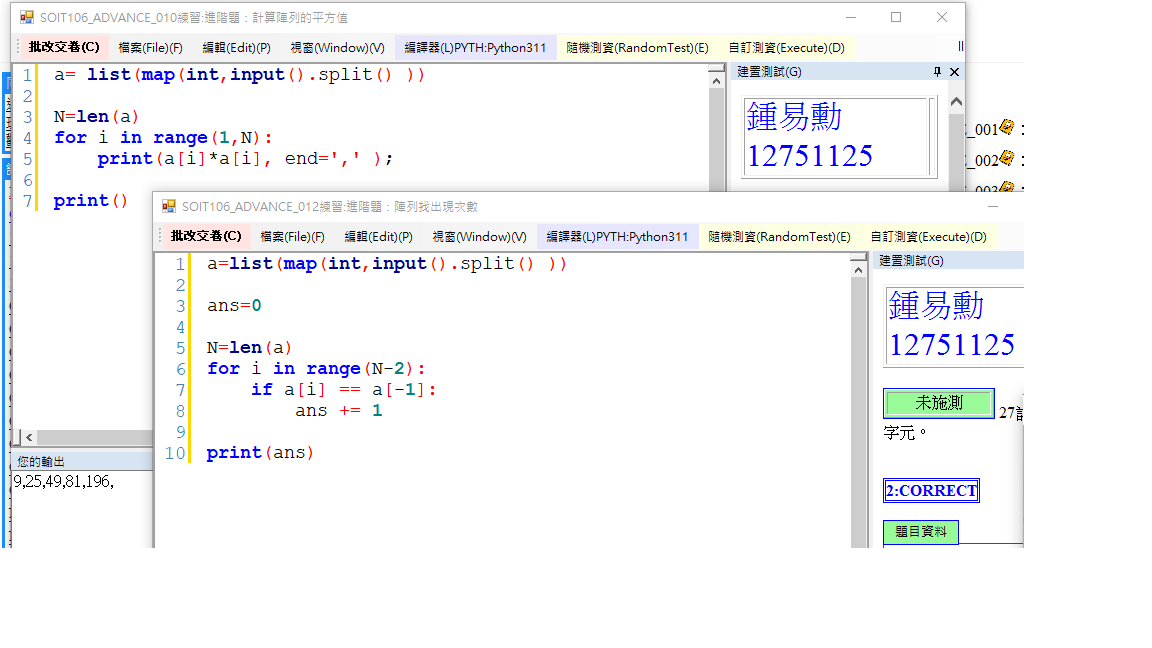 SOIT106_ADVANCE_010練習:進階題：計算陣列的平方值
批改交卷(C) 檔案(File)(F) 編輯(Edit)(P) 視窗(Window)(V) 編譯器(L)PYTH:Python311 隨機測資(RandomTest)(E) 自訂測資(Execute)(D)
1 a= list(map(int,input().split() ))
2
3 N=len(a)
4 for i in range(1,N):
5 print(a[i]*a[i], end=',' );
6
7 print()
建置測試(G)
鍾易勳
12751125
_001 :
_002 :
您的輸出
9,25,49,81,196,
SOIT106_ADVANCE_012練習:進階題：陣列找出現次數
批改交卷(C) 檔案(File)(F) 編輯(Edit)(P) 視窗(Window)(V) 編譯器(L)PYTH:Python311 隨機測資(RandomTest)(E) 自訂測資(Execute)(D)
1 a=list(map(int,input().split() ))
2
3 ans=0
4
5 N=len(a)
6 for i in range(N-2):
7 if a[i] == a[-1]:
8 ans += 1
9
10 print(ans)
建置測試(G)
鍾易勳
12751125
未施測 27
字元。
2:CORRECT
題目資料